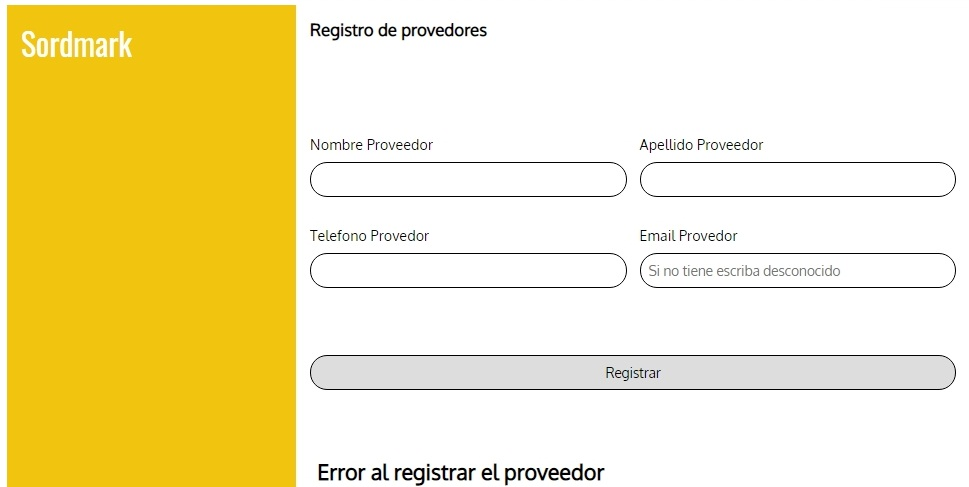 Sordmark
Registro de provedores
Nombre Proveedor
Apellido Proveedor
Telefono Provedor
Email Provedor
Si no tiene escriba desconocido
Registrar
Error al registrar el proveedor